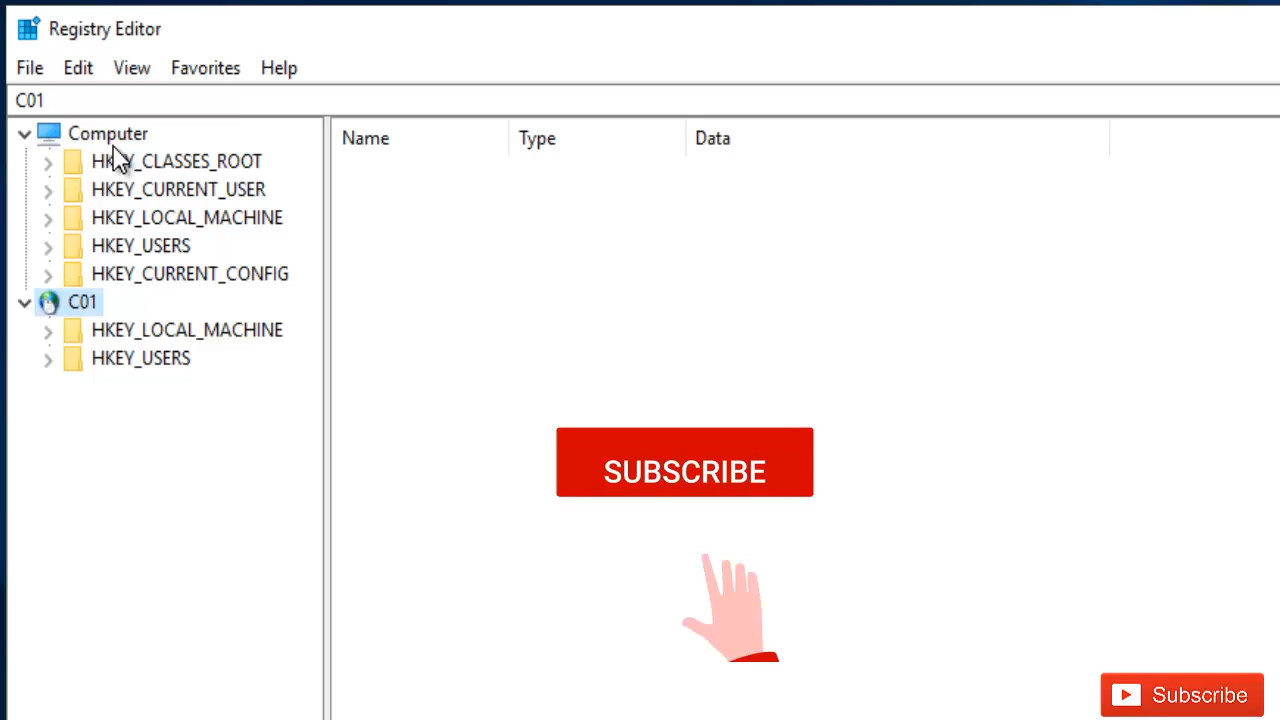 Registry Editor
File Edit View Favorites Help
C01
Computer
HKEY_CLASSES_ROOT
HKEY_CURRENT_USER
HKEY_LOCAL_MACHINE
HKEY_USERS
HKEY_CURRENT_CONFIG
C01
HKEY_LOCAL_MACHINE
HKEY_USERS
Name Type Data
SUBSCRIBE
Subscribe